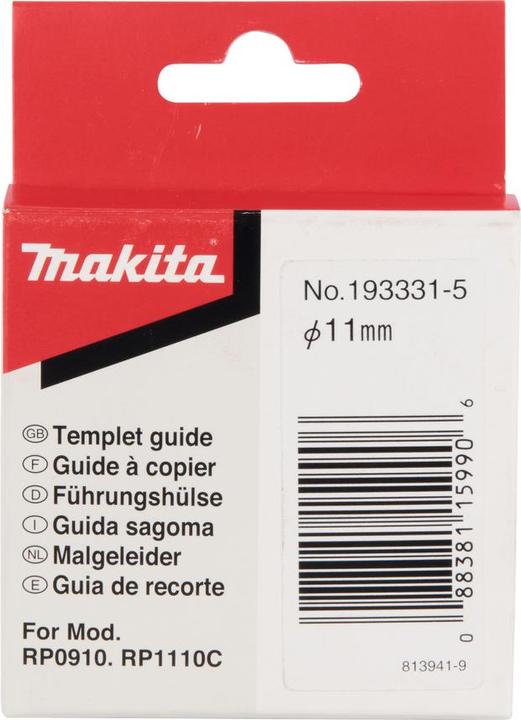 makita®
No.193331-5
ϕ11mm
GB Templet guide
F Guide à copier
D Führungshülse
I Guida sagoma
NL Malgeleider
E Guia de recorte
For Mod.
RP0910. RP1110C
0 88381 15990 6
813941-9